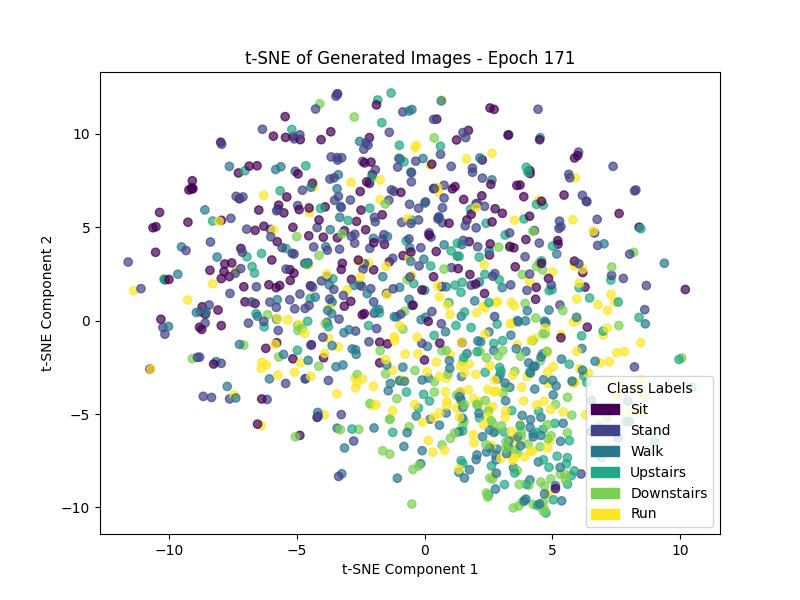 t-SNE of Generated Images - Epoch 171
t-SNE Component 2
10
5
0
−5
−10
−10
−5
0
5
10
t-SNE Component 1
Class Labels
Sit
Stand
Walk
Upstairs
Downstairs
Run